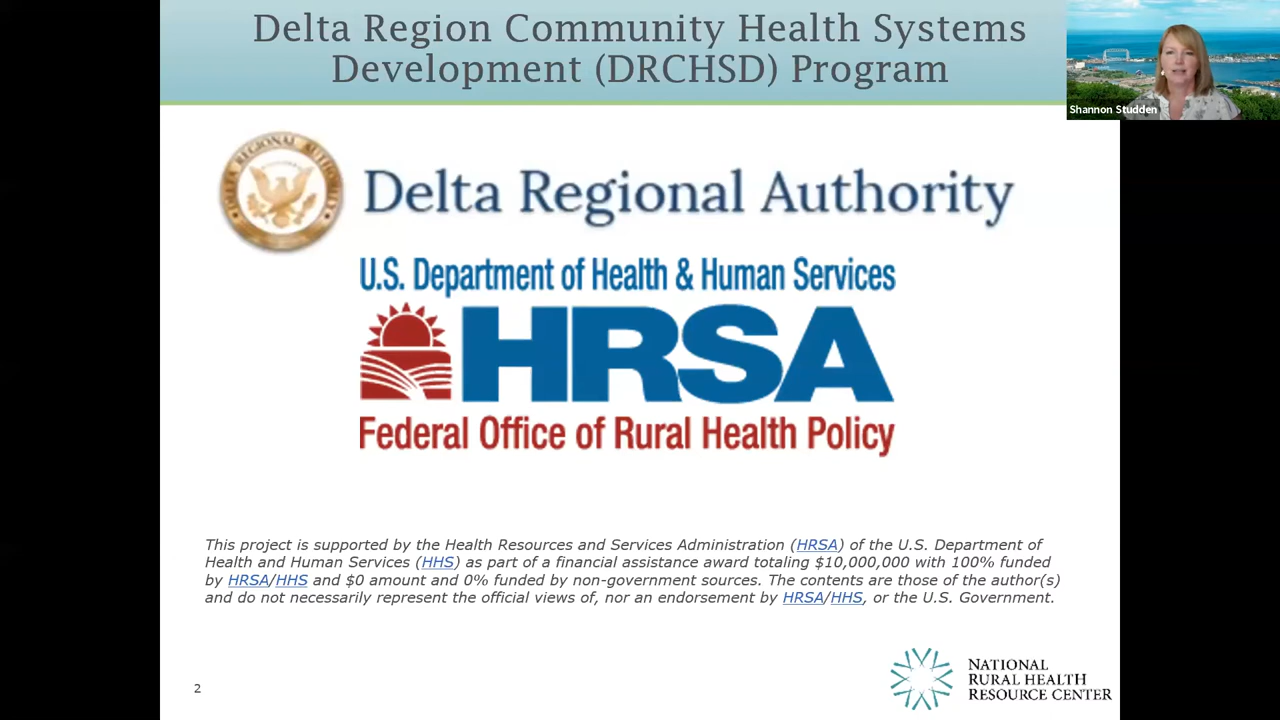 Delta Region Community Health Systems
Development (DRCHSD) Program
Shannon Studden
DELTA REGIONAL AUTHORITY
Delta Regional Authority
U.S. Department of Health & Human Services
HRSA
Federal Office of Rural Health Policy
This project is supported by the Health Resources and Services Administration (HRSA) of the U.S. Department of
Health and Human Services (HHS) as part of a financial assistance award totaling $10,000,000 with 100% funded
by HRSA/HHS and $0 amount and 0% funded by non-government sources. The contents are those of the author(s)
and do not necessarily represent the official views of, nor an endorsement by HRSA/HHS, or the U.S. Government.
2
NATIONAL
RURAL HEALTH
RESOURCE CENTER